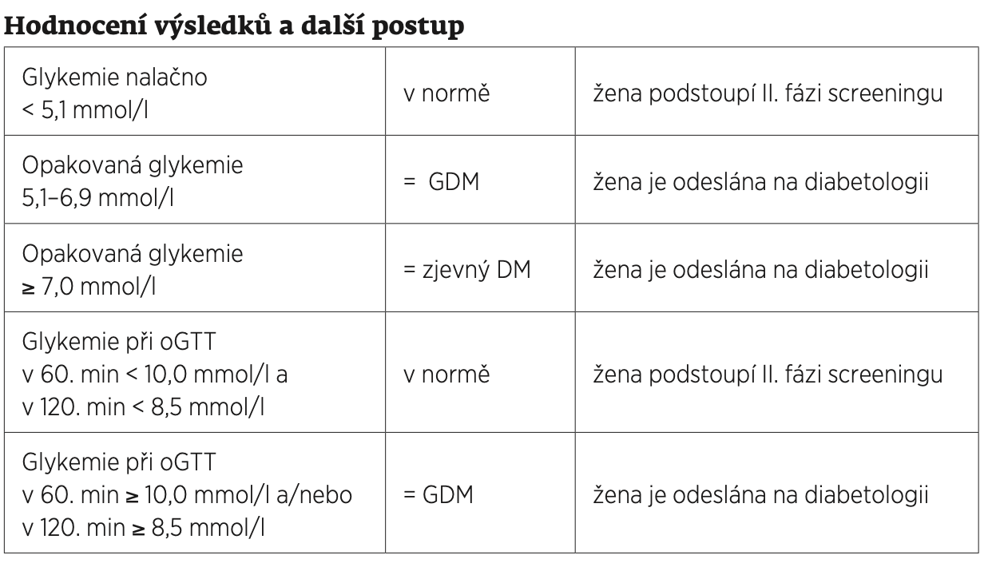 Hodnocení výsledků a další postup
Glykemie nalačno
< 5,1 mmol/l
v normě
žena podstoupí II. fázi screeningu
Opakovaná glykemie
5,1–6,9 mmol/l
= GDM
žena je odeslána na diabetologii
Opakovaná glykemie
≥ 7,0 mmol/l
= zjevný DM
žena je odeslána na diabetologii
Glykemie při oGTT
v 60. min < 10,0 mmol/l a
v 120. min < 8,5 mmol/l
v normě
žena podstoupí II. fázi screeningu
Glykemie při oGTT
v 60. min ≥ 10,0 mmol/l a/nebo
v 120. min ≥ 8,5 mmol/l
= GDM
žena je odeslána na diabetologii